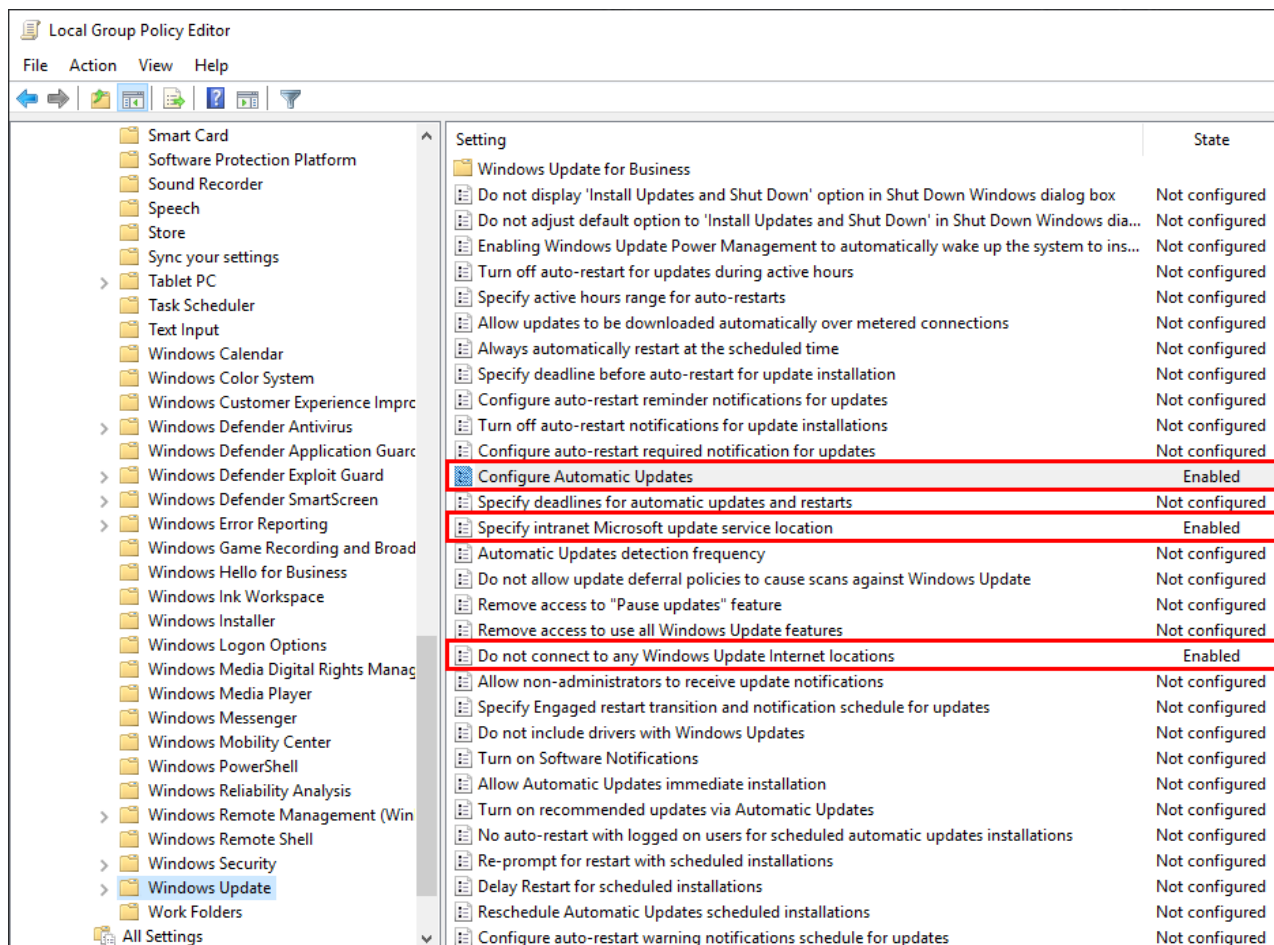 Local Group Policy Editor
File Action View Help
Smart Card
Software Protection Platform
Sound Recorder
Speech
Store
Sync your settings
Tablet PC
Task Scheduler
Text Input
Windows Calendar
Windows Color System
Windows Customer Experience Impro
Windows Defender Antivirus
Windows Defender Application Guard
Windows Defender Exploit Guard
Windows Defender SmartScreen
Windows Error Reporting
Windows Game Recording and Broad
Windows Hello for Business
Windows Ink Workspace
Windows Installer
Windows Logon Options
Windows Media Digital Rights Manag
Windows Media Player
Windows Messenger
Windows Mobility Center
Windows PowerShell
Windows Reliability Analysis
Windows Remote Management (Win
Windows Remote Shell
Windows Security
Windows Update
Work Folders
All Settings
Setting State
Windows Update for Business
Do not display 'Install Updates and Shut Down' option in Shut Down Windows dialog box Not configured
Do not adjust default option to 'Install Updates and Shut Down' in Shut Down Windows dia... Not configured
Enabling Windows Update Power Management to automatically wake up the system to ins... Not configured
Turn off auto-restart for updates during active hours Not configured
Specify active hours range for auto-restarts Not configured
Allow updates to be downloaded automatically over metered connections Not configured
Always automatically restart at the scheduled time Not configured
Specify deadline before auto-restart for update installation Not configured
Configure auto-restart reminder notifications for updates Not configured
Turn off auto-restart notifications for update installations Not configured
Configure auto-restart required notification for updates Not configured
Configure Automatic Updates Enabled
Specify deadlines for automatic updates and restarts Not configured
Specify intranet Microsoft update service location Enabled
Automatic Updates detection frequency Not configured
Do not allow update deferral policies to cause scans against Windows Update Not configured
Remove access to "Pause updates" feature Not configured
Remove access to use all Windows Update features Not configured
Do not connect to any Windows Update Internet locations Enabled
Allow non-administrators to receive update notifications Not configured
Specify Engaged restart transition and notification schedule for updates Not configured
Do not include drivers with Windows Updates Not configured
Turn on Software Notifications Not configured
Allow Automatic Updates immediate installation Not configured
Turn on recommended updates via Automatic Updates Not configured
No auto-restart with logged on users for scheduled automatic updates installations Not configured
Re-prompt for restart with scheduled installations Not configured
Delay Restart for scheduled installations Not configured
Reschedule Automatic Updates scheduled installations Not configured
Configure auto-restart warning notifications schedule for updates Not configured